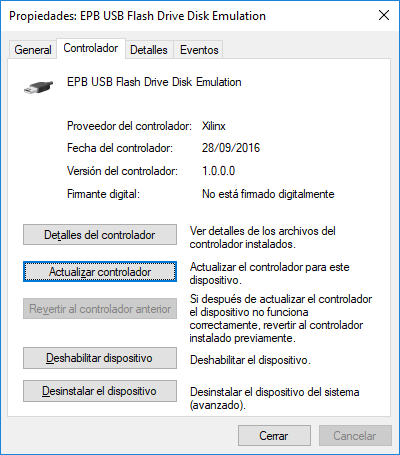 Propiedades: EPB USB Flash Drive Disk Emulation
General Controlador Detalles Eventos
EPB USB Flash Drive Disk Emulation
Proveedor del controlador: Xilinx
Fecha del controlador: 28/09/2016
Versión del controlador: 1.0.0.0
Firmante digital: No está firmado digitalmente
Detalles del controlador
Ver detalles de los archivos del
controlador instalados.
Actualizar controlador
Actualizar el controlador para este
dispositivo.
Revertir al controlador anterior
Si después de actualizar el controlador
el dispositivo no funciona
correctamente, revertir al controlador
instalado previamente.
Deshabilitar dispositivo
Deshabilitar el dispositivo.
Desinstalar el dispositivo
Desinstalar el dispositivo del sistema
(avanzado).
Cerrar Cancelar